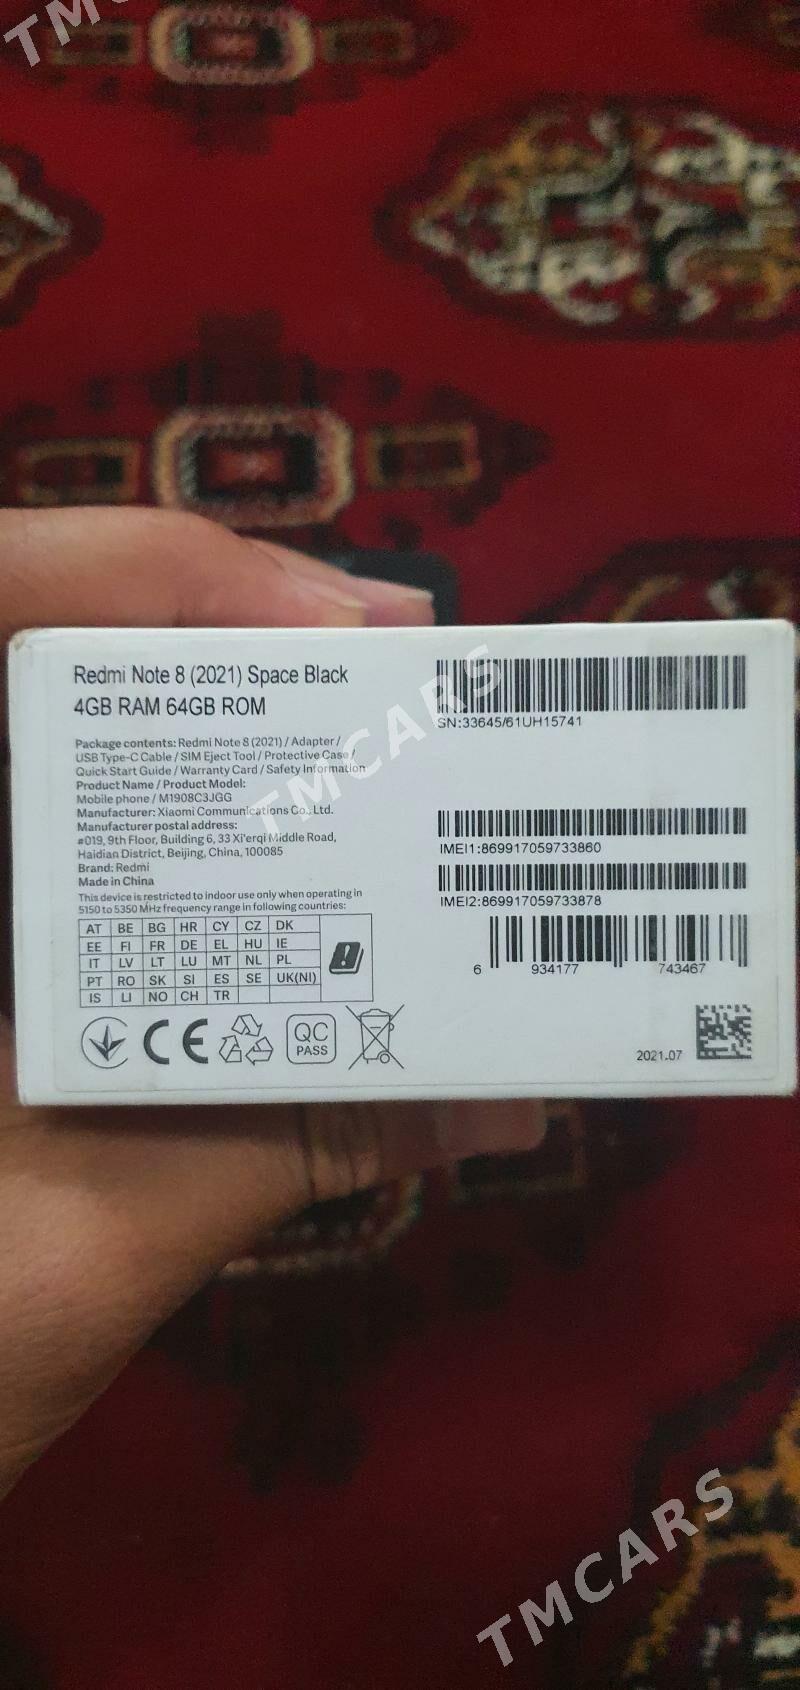 TMCARS
Redmi Note 8 (2021) Space Black
4GB RAM 64GB ROM
Package contents: Redmi Note 8 (2021) / Adapter /
USB Type-C Cable / SIM Eject Tool / Protective Case /
Quick Start Guide / Warranty Card / Safety Information
Product Name / Product Model:
Mobile phone / M1908C3JGG
Manufacturer: Xiaomi Communications Co., Ltd.
Manufacturer postal address:
#019, 9th Floor, Building 6, 33 Xi'erqi Middle Road,
Haidian District, Beijing, China, 100085
Brand: Redmi
Made in China
This device is restricted to indoor use only when operating in
5150 to 5350 MHz frequency range in following countries:
AT BE BG HR CY CZ DK
EE FI FR DE EL HU IE
IT LV LT LU MT NL PL
PT RO SK SI ES SE UK(NI)
IS LI NO CH TR
CE
QC
PASS
SN:33645/61UH15741
IMEI1:869917059733860
IMEI2:869917059733878
6 934177 743467
2021.07
TMCARS
TMCARS